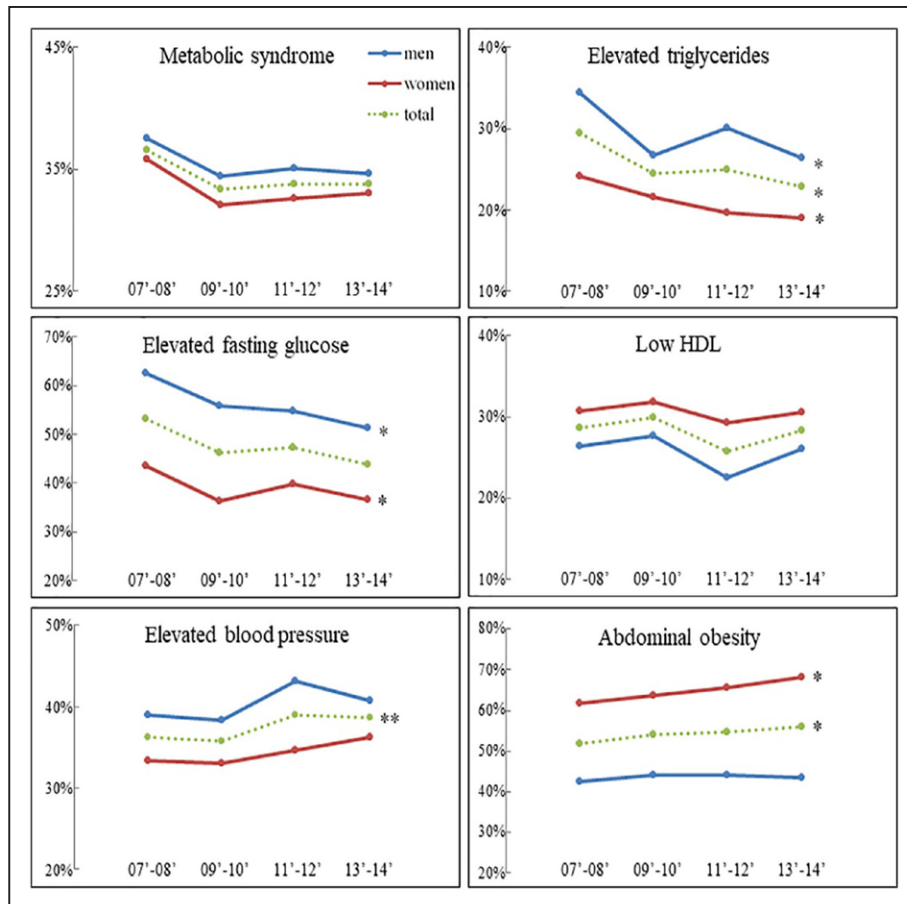 Metabolic syndrome
men
women
total
45%
35%
25%
07’-08’ 09’-10’ 11’-12’ 13’-14’
Elevated triglycerides
40%
30%
20%
10%
*
*
*
07’-08’ 09’-10’ 11’-12’ 13’-14’
Elevated fasting glucose
70%
60%
50%
40%
30%
20%
*
*
07’-08’ 09’-10’ 11’-12’ 13’-14’
Low HDL
40%
30%
20%
10%
07’-08’ 09’-10’ 11’-12’ 13’-14’
Elevated blood pressure
50%
40%
30%
20%
**
07’-08’ 09’-10’ 11’-12’ 13’-14’
Abdominal obesity
80%
70%
60%
50%
40%
30%
20%
*
*
07’-08’ 09’-10’ 11’-12’ 13’-14’